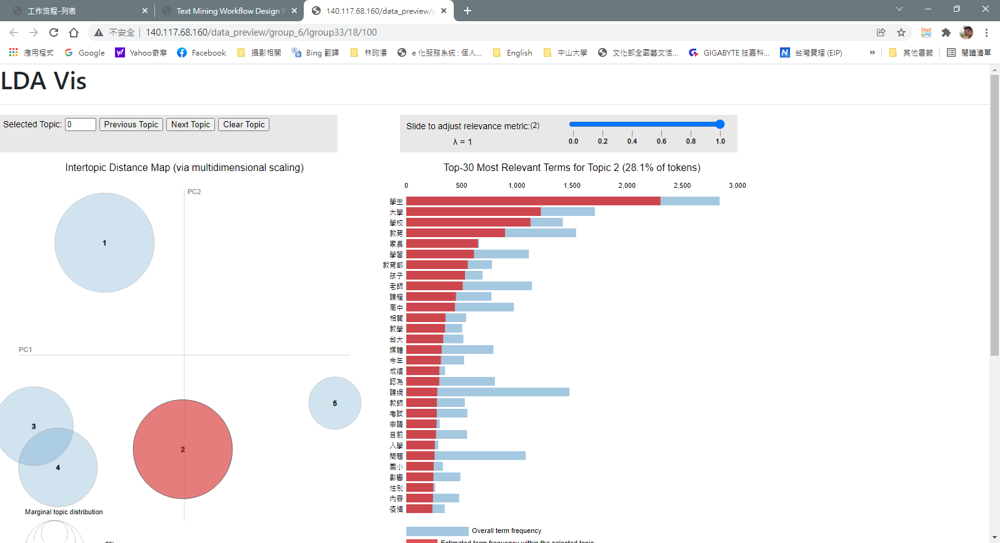 工作流程-列表
Text Mining Workflow Design P
140.117.68.160/data_preview/g
不安全
140.117.68.160/data_preview/group_6/igroup33/18/100
應用程式
Google
Yahoo奇摩
Facebook
攝影相關
Bing 翻譯
e 化服務系統 : 個人...
English
中山大學
文化部全國藝文活...
GIGABYTE 技嘉科...
台灣寶理 (EIP)
»
其他書籤
閱讀清單
LDA Vis
Selected Topic: 0 Previous Topic Next Topic Clear Topic
Slide to adjust relevance metric:(2)
λ = 1
0.0 0.2 0.4 0.6 0.8 1.0
Intertopic Distance Map (via multidimensional scaling)
PC2
PC1
1
2
3
4
5
Marginal topic distribution
2%
Top-30 Most Relevant Terms for Topic 2 (28.1% of tokens)
0 500 1,000 1,500 2,000 2,500 3,000
學生
大學
學校
教育
家長
學習
教育部
孩子
老師
課程
高中
相關
教學
台大
媒體
今年
成績
認為
課綱
教師
考試
申請
目前
入學
問題
國小
影響
性別
內容
疫情
Overall term frequency
Estimated term frequency within the selected topic